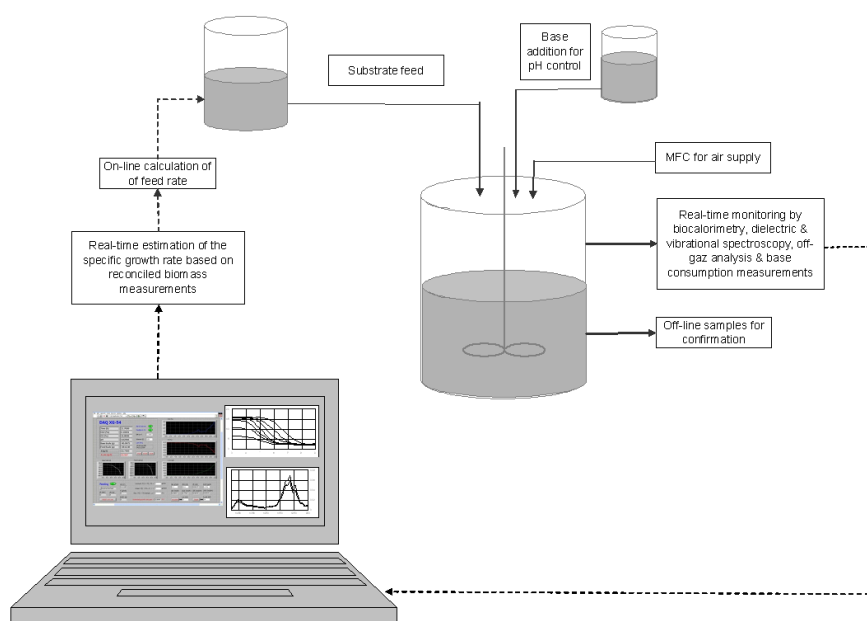 Base
addition for
pH control
Substrate feed
MFC for air supply
On-line calculation of
of feed rate
Real-time estimation of the
specific growth rate based on
reconciled biomass
measurements
Real-time monitoring by
biocalorimetry, dielectric &
vibrational spectroscopy, off-
gaz analysis & base
consumption measurements
Off-line samples for
confirmation